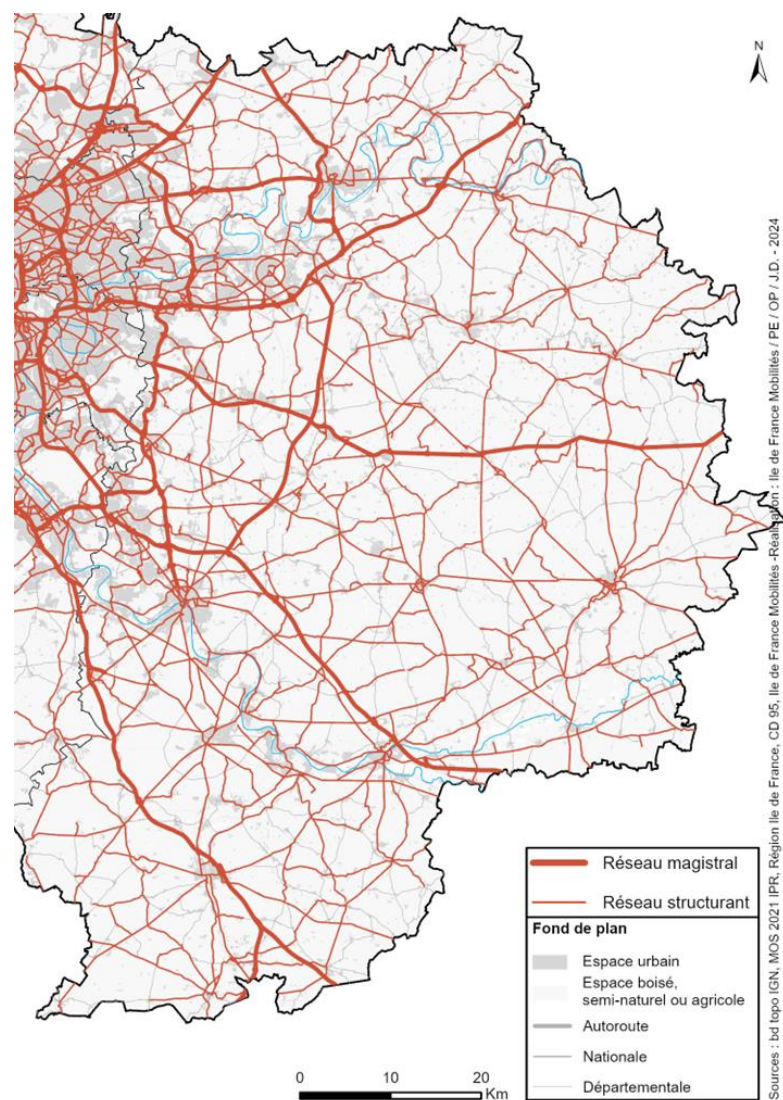 N
Sources : bd topo IGN, MOS 2021 IPR, Région Ile de France, CD 95, Ile de France Mobilités -Réalisation : Ile de France Mobilités / PE / OP / J.D. - 2024
Réseau magistral
Réseau structurant
Fond de plan
Espace urbain
Espace boisé,
semi-naturel ou agricole
Autoroute
Nationale
Départementale
0 10 20
Km